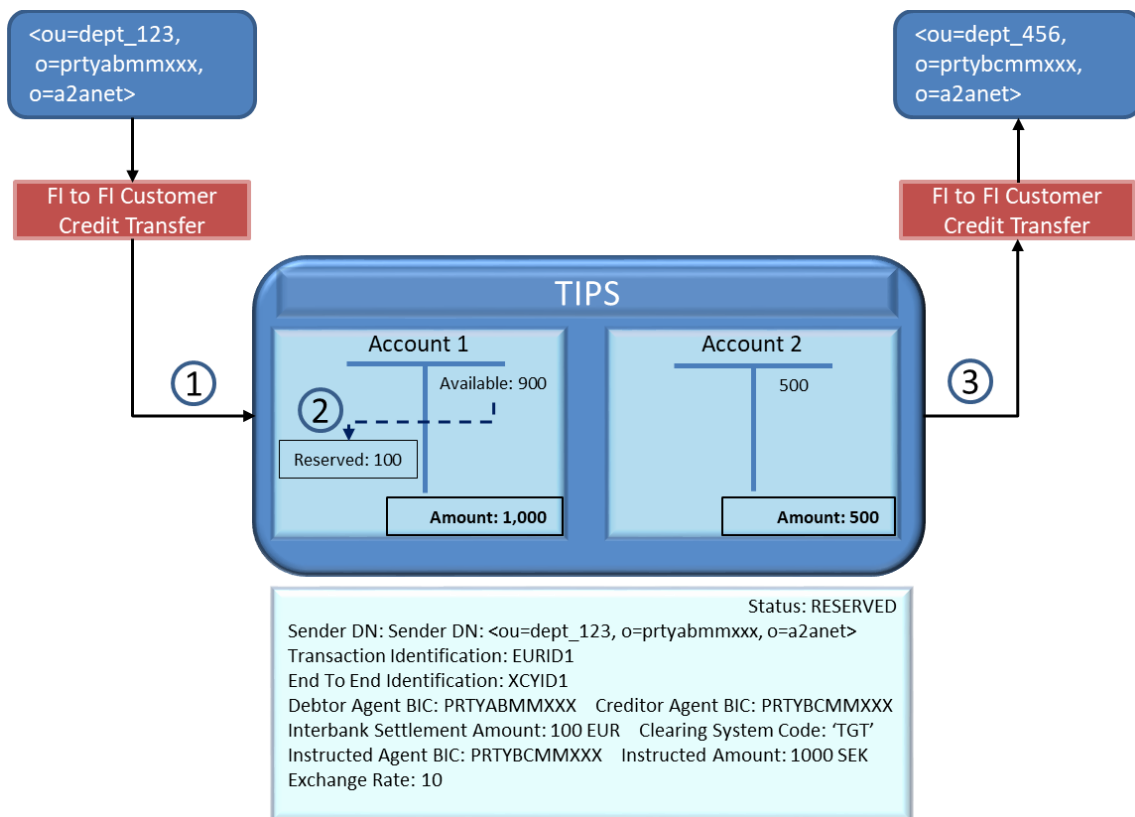 <ou=dept_123,
o=prtyabmmxxx,
o=a2anet>
<ou=dept_456,
o=prtybcmmxxx,
o=a2anet>
FI to FI Customer
Credit Transfer
FI to FI Customer
Credit Transfer
TIPS
Account 1
Account 2
1
Available: 900
500
3
2
Reserved: 100
Amount: 1,000
Amount: 500
Status: RESERVED
Sender DN: Sender DN: <ou=dept_123, o=prtyabmmxxx, o=a2anet>
Transaction Identification: EURID1
End To End Identification: XCYID1
Debtor Agent BIC: PRTYABMMXXX Creditor Agent BIC: PRTYBCMMXXX
Interbank Settlement Amount: 100 EUR Clearing System Code: ‘TGT’
Instructed Agent BIC: PRTYBCMMXXX Instructed Amount: 1000 SEK
Exchange Rate: 10